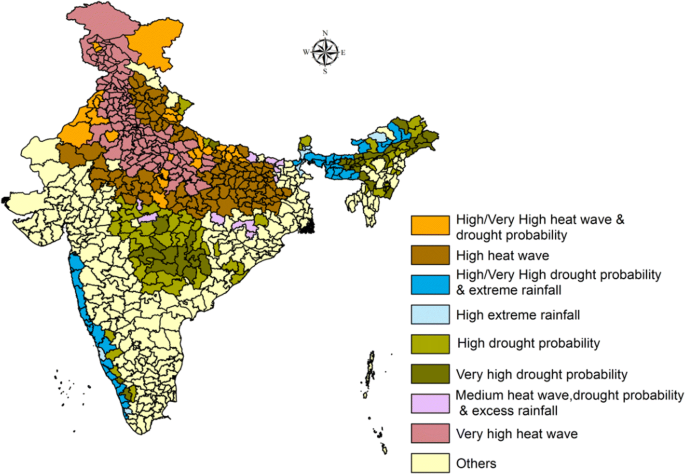 N
W E
S
High/Very High heat wave &
drought probability
High heat wave
High/Very High drought probability
& extreme rainfall
High extreme rainfall
High drought probability
Very high drought probability
Medium heat wave,drought probability
& excess rainfall
Very high heat wave
Others